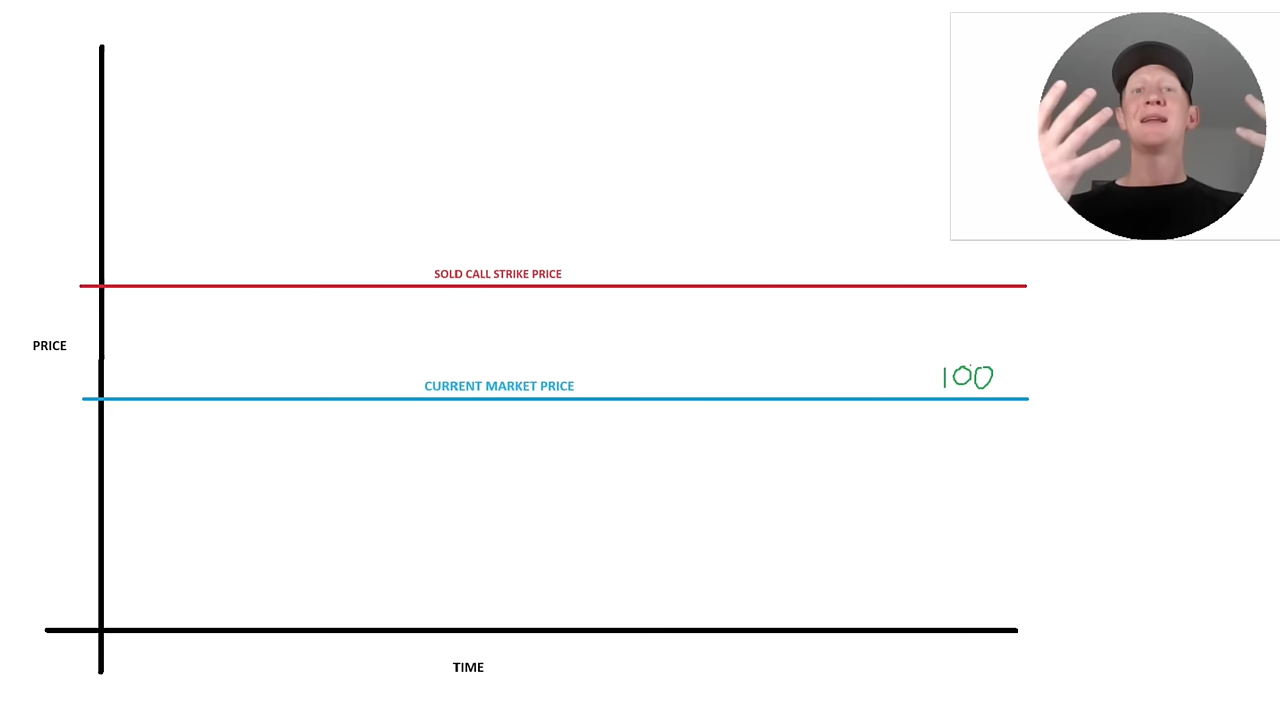 SOLD CALL STRIKE PRICE
PRICE
100
CURRENT MARKET PRICE
TIME